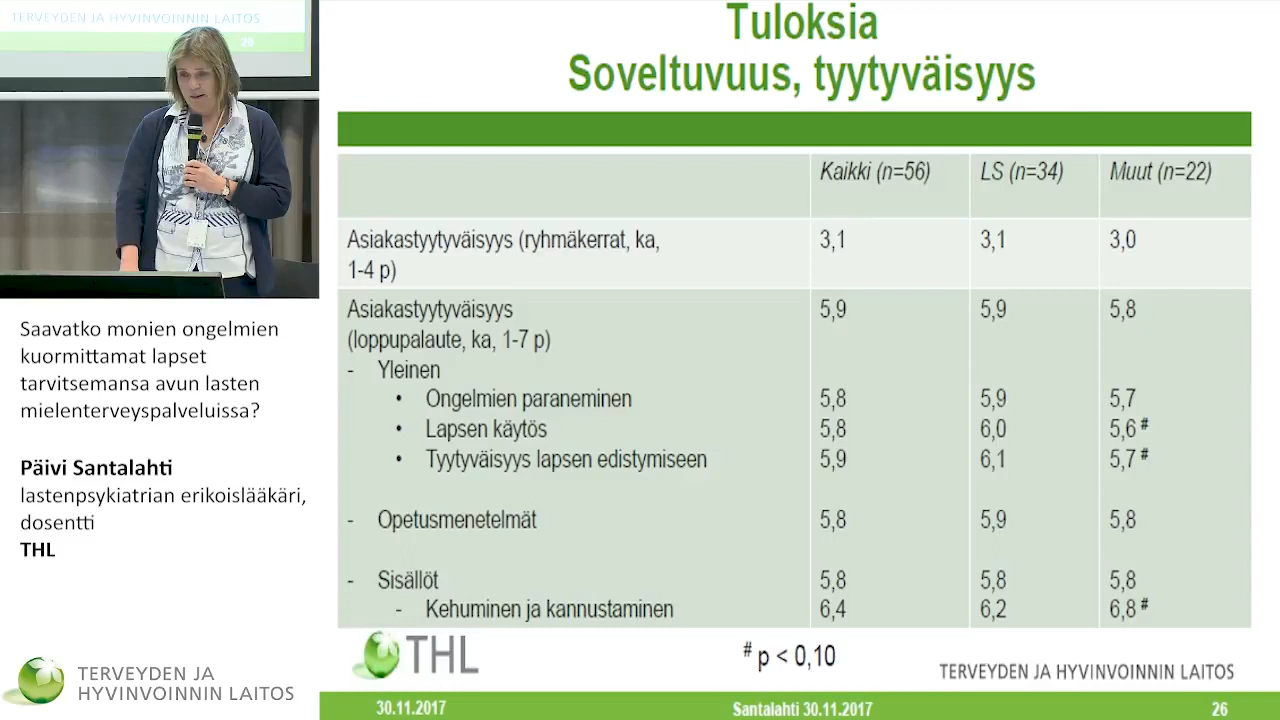 TERVEYDEN JA HYVINVOINNIN LAITOS
26
Saavatko monien ongelmien
kuormittamat lapset
tarvitsemansa avun lasten
mielenterveyspalveluissa?
Päivi Santalahti
lastenpsykiatrian erikoislääkäri,
dosentti
THL
TERVEYDEN JA
HYVINVOINNIN LAITOS
Tuloksia
Soveltuvuus, tyytyväisyys
Kaikki (n=56) LS (n=34) Muut (n=22)
Asiakastyytyväisyys (ryhmäkerrat, ka, 3,1 3,1 3,0
1-4 p)
Asiakastyytyväisyys 5,9 5,9 5,8
(loppupalaute, ka, 1-7 p)
- Yleinen
• Ongelmien paraneminen 5,8 5,9 5,7
• Lapsen käytös 5,8 6,0 5,6 #
• Tyytyväisyys lapsen edistymiseen 5,9 6,1 5,7 #
- Opetusmenetelmät 5,8 5,9 5,8
- Sisällöt 5,8 5,8 5,8
- Kehuminen ja kannustaminen 6,4 6,2 6,8 #
THL
# p < 0,10
TERVEYDEN JA HYVINVOINNIN LAITOS
30.11.2017 Santalahti 30.11.2017 26